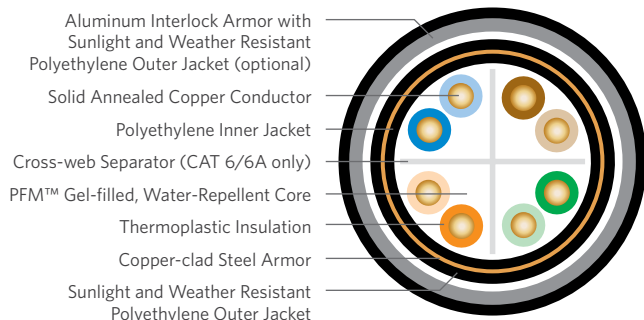 Aluminum Interlock Armor with
Sunlight and Weather Resistant
Polyethylene Outer Jacket (optional)
Solid Annealed Copper Conductor
Polyethylene Inner Jacket
Cross-web Separator (CAT 6/6A only)
PFM™ Gel-filled, Water-Repellent Core
Thermoplastic Insulation
Copper-clad Steel Armor
Sunlight and Weather Resistant
Polyethylene Outer Jacket